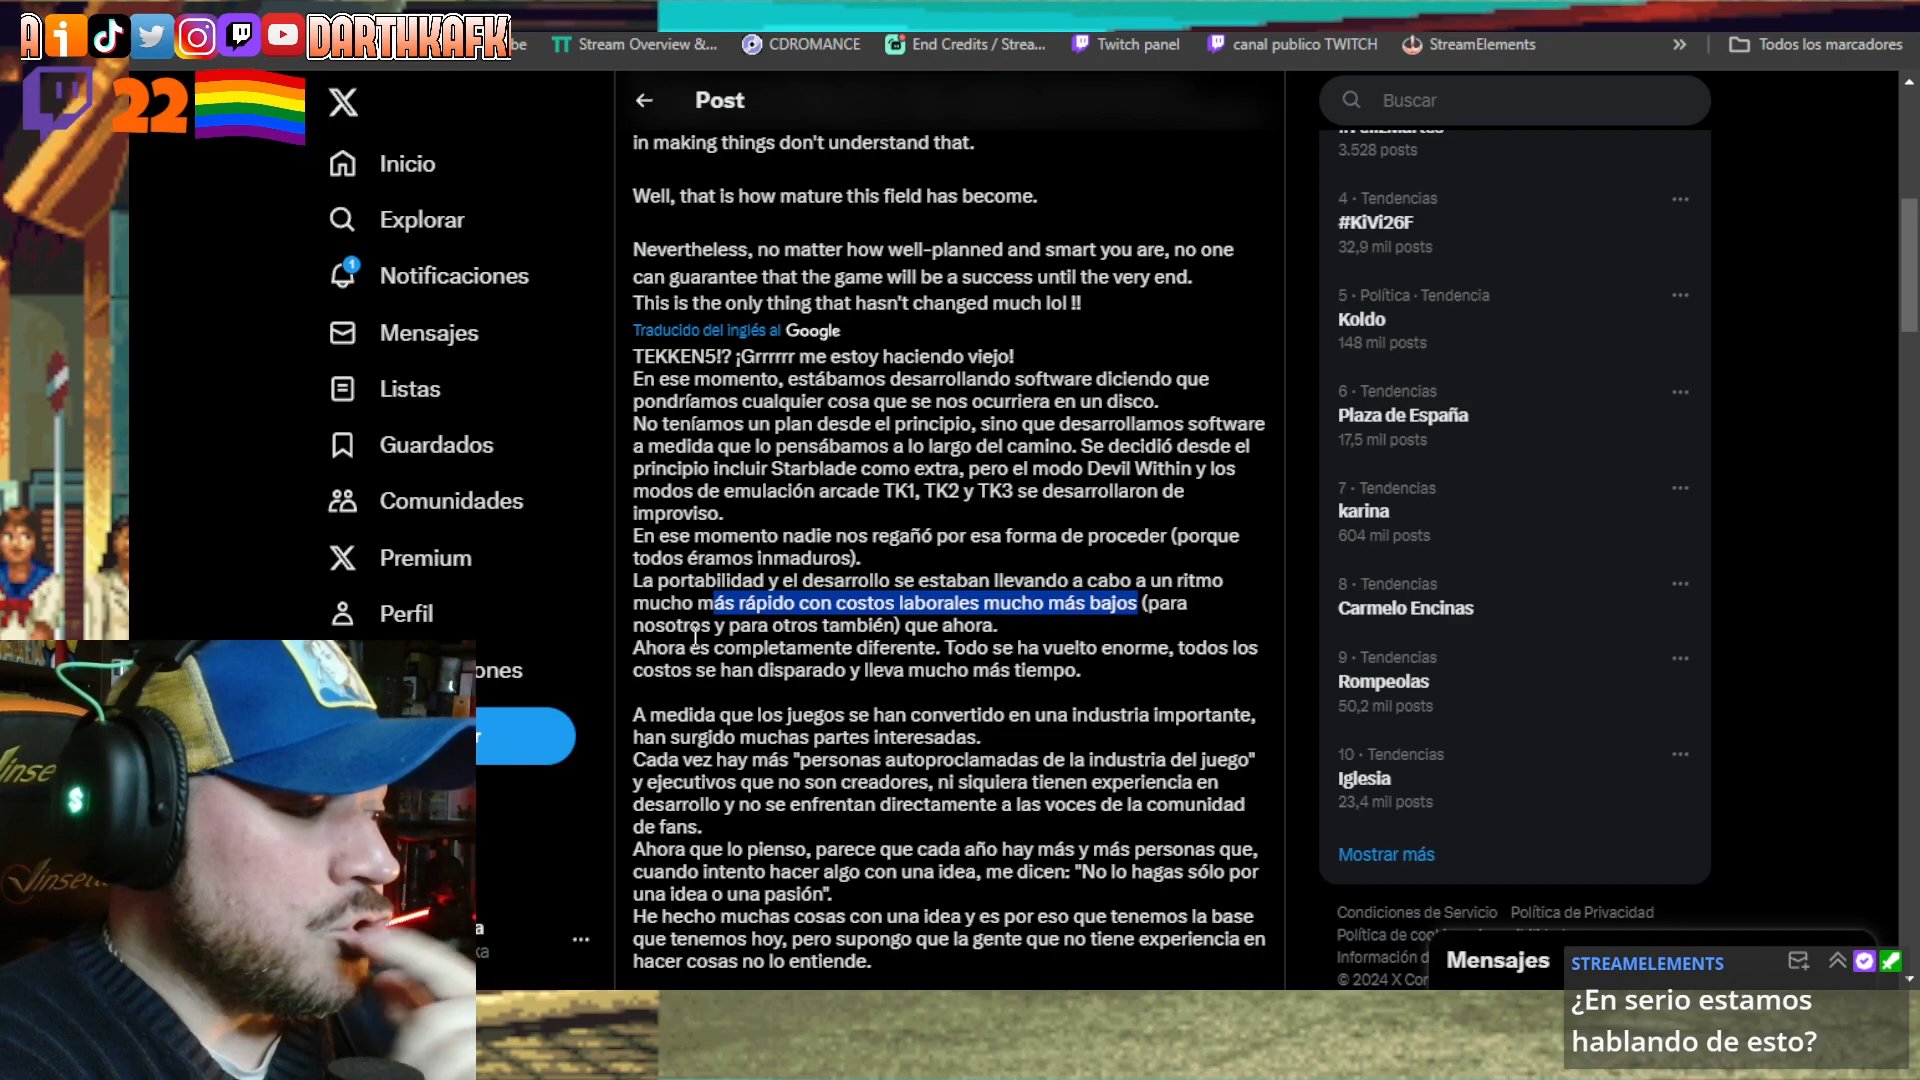 DARTHKAFK
be
Stream Overview &...
CDROMANCE
End Credits / Strea...
Twitch panel
canal publico TWITCH
StreamElements
Todos los marcadores
22
Inicio
Explorar
1
Notificaciones
Mensajes
Listas
Guardados
Comunidades
Premium
Perfil
ones
Post
in making things don't understand that.
Well, that is how mature this field has become.
Nevertheless, no matter how well-planned and smart you are, no one
can guarantee that the game will be a success until the very end.
This is the only thing that hasn't changed much lol !!
Traducido del inglés al Google
TEKKEN5!? ¡Grrrrrr me estoy haciendo viejo!
En ese momento, estábamos desarrollando software diciendo que
pondríamos cualquier cosa que se nos ocurriera en un disco.
No teníamos un plan desde el principio, sino que desarrollamos software
a medida que lo pensábamos a lo largo del camino. Se decidió desde el
principio incluir Starblade como extra, pero el modo Devil Within y los
modos de emulación arcade TK1, TK2 y TK3 se desarrollaron de
improviso.
En ese momento nadie nos regañó por esa forma de proceder (porque
todos éramos inmaduros).
La portabilidad y el desarrollo se estaban llevando a cabo a un ritmo
mucho más rápido con costos laborales mucho más bajos (para
nosotros y para otros también) que ahora.
Ahora es completamente diferente. Todo se ha vuelto enorme, todos los
costos se han disparado y lleva mucho más tiempo.
A medida que los juegos se han convertido en una industria importante,
han surgido muchas partes interesadas.
Cada vez hay más "personas autoproclamadas de la industria del juego"
y ejecutivos que no son creadores, ni siquiera tienen experiencia en
desarrollo y no se enfrentan directamente a las voces de la comunidad
de fans.
Ahora que lo pienso, parece que cada año hay más y más personas que,
cuando intento hacer algo con una idea, me dicen: "No lo hagas sólo por
una idea o una pasión".
He hecho muchas cosas con una idea y es por eso que tenemos la base
que tenemos hoy, pero supongo que la gente que no tiene experiencia en
hacer cosas no lo entiende.
Buscar
3.528 posts
4 · Tendencias
#KiVi26F
32,9 mil posts
5 · Política · Tendencia
Koldo
148 mil posts
6 · Tendencias
Plaza de España
17,5 mil posts
7 · Tendencias
karina
604 mil posts
8 · Tendencias
Carmelo Encinas
9 · Tendencias
Rompeolas
50,2 mil posts
10 · Tendencias
Iglesia
23,4 mil posts
Mostrar más
Condiciones de Servicio Política de Privacidad
Política de
Información d
© 2024 X Cor
Mensajes
STREAMELEMENTS
¿En serio estamos
hablando de esto?